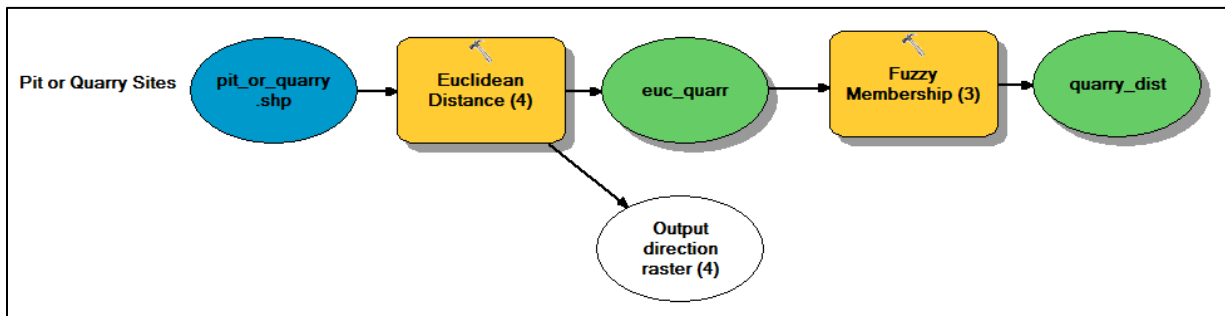 Pit or Quarry Sites
pit_or_quarry
.shp
Euclidean
Distance (4)
euc_quarr
Fuzzy
Membership (3)
quarry_dist
Output
direction
raster (4)